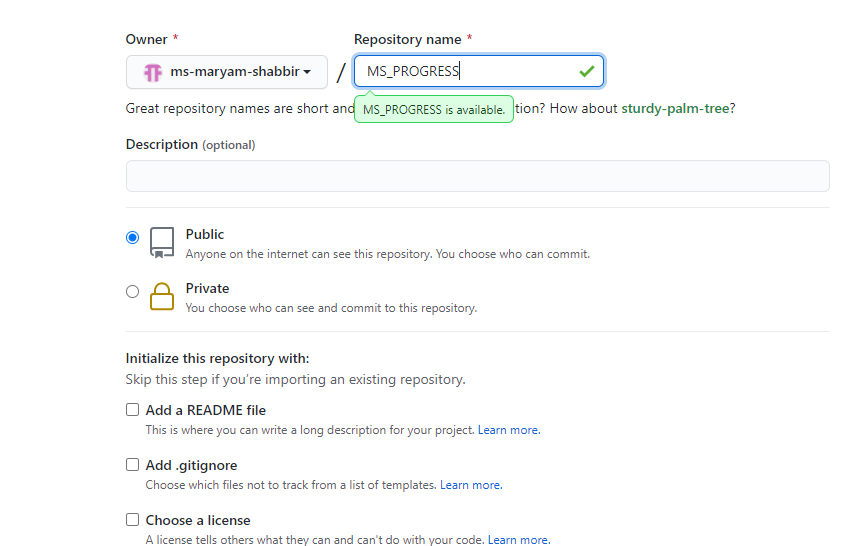 Owner * Repository name *
ms-maryam-shabbir / MS_PROGRESS
Great repository names are short and tion? How about sturdy-palm-tree?
MS_PROGRESS is available.
Description (optional)
Public
Anyone on the internet can see this repository. You choose who can commit.
Private
You choose who can see and commit to this repository.
Initialize this repository with:
Skip this step if you're importing an existing repository.
Add a README file
This is where you can write a long description for your project. Learn more.
Add .gitignore
Choose which files not to track from a list of templates. Learn more.
Choose a license
A license tells others what they can and can't do with your code. Learn more.